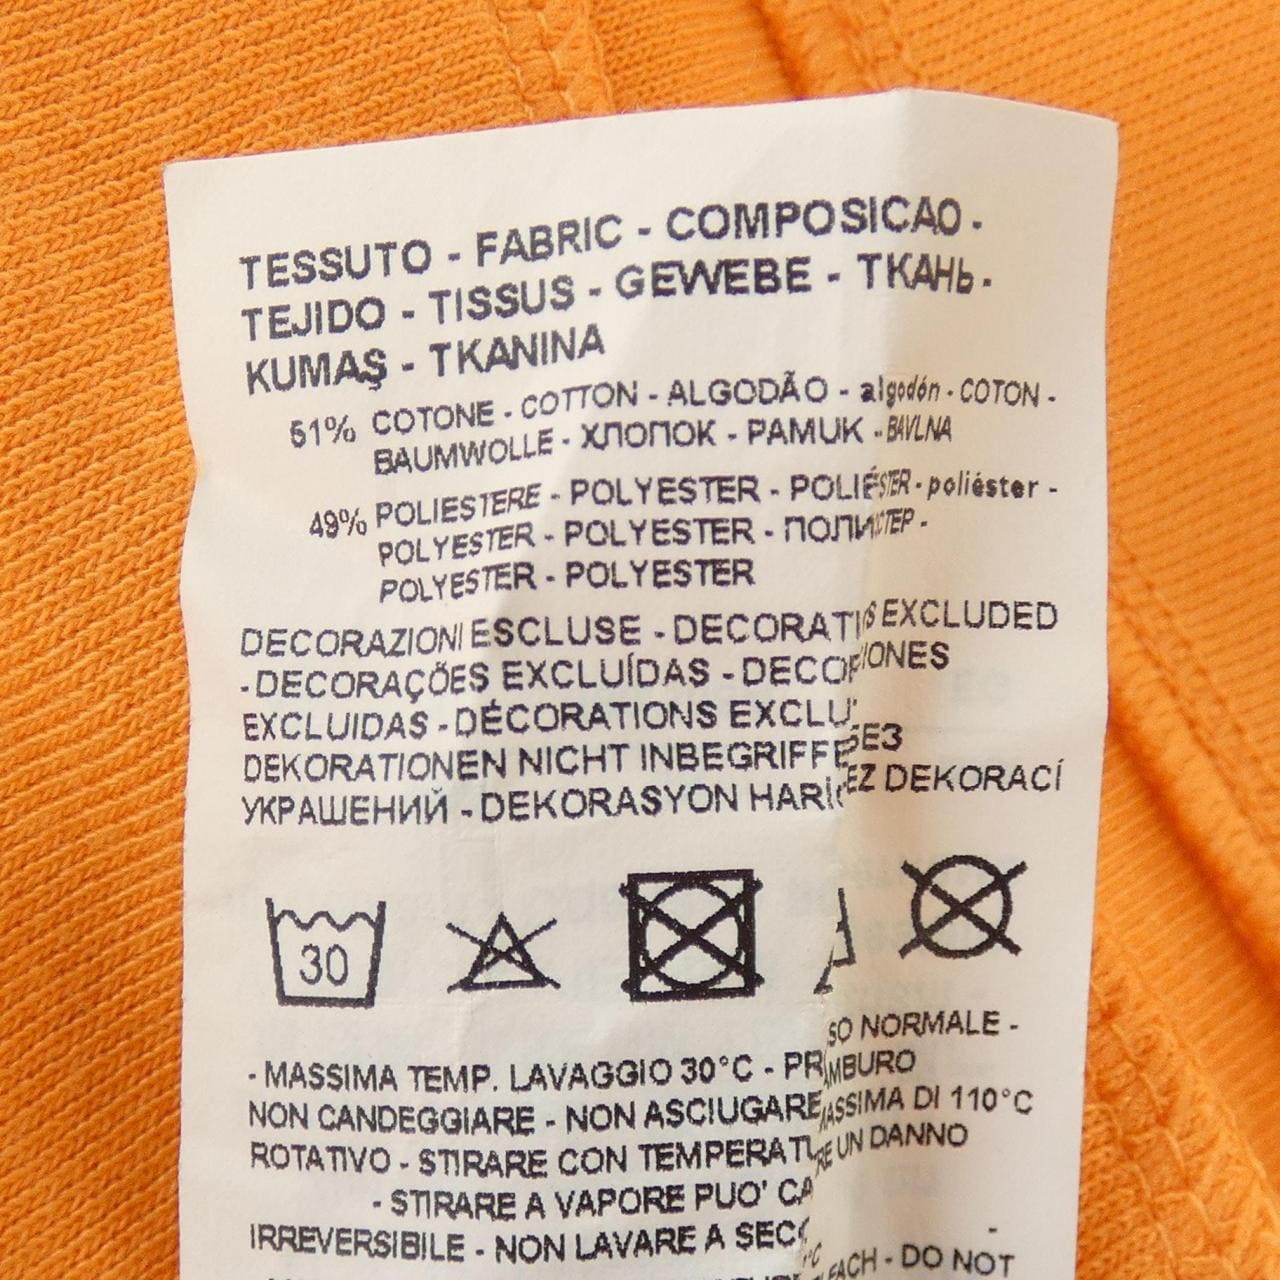 TESSUTO - FABRIC - COMPOSICAO -
TEJIDO - TISSUS - GEWEBE - ТКАНЬ -
KUMAŞ - TKANINA
51% COTONE - COTTON - ALGODÃO - algodón - COTON -
BAUMWOLLE - ХЛОПОК - PAMUK - BAVLNA
49% POLIESTERE - POLYESTER - POLIÉSTER - poliéster -
POLYESTER - POLYESTER -
POLYESTER - POLYESTER
DECORAZIONI ESCLUSE - DECORATI S EXCLUDED
- DECORAÇÕES EXCLUÍDAS - DECO IONES
EXCLUIDAS - DÉCORATIONS EXCLU
DEKORATIONEN NICHT INBEGRIFFE БЕЗ
УКРАШЕНИЙ - DEKORASYON HARİ EZ DEKORACÍ
30
- MASSIMA TEMP. LAVAGGIO 30°C - PR SO NORMALE -
NON CANDEGGIARE - NON ASCIUGARE AMBURO
ROTATIVO - STIRARE CON TEMPERATU MASSIMA DI 110°C
- STIRARE A VAPORE PUO' CA RE UN DANNO
IRREVERSIBILE - NON LAVARE A SECC -
EACH - DO NOT